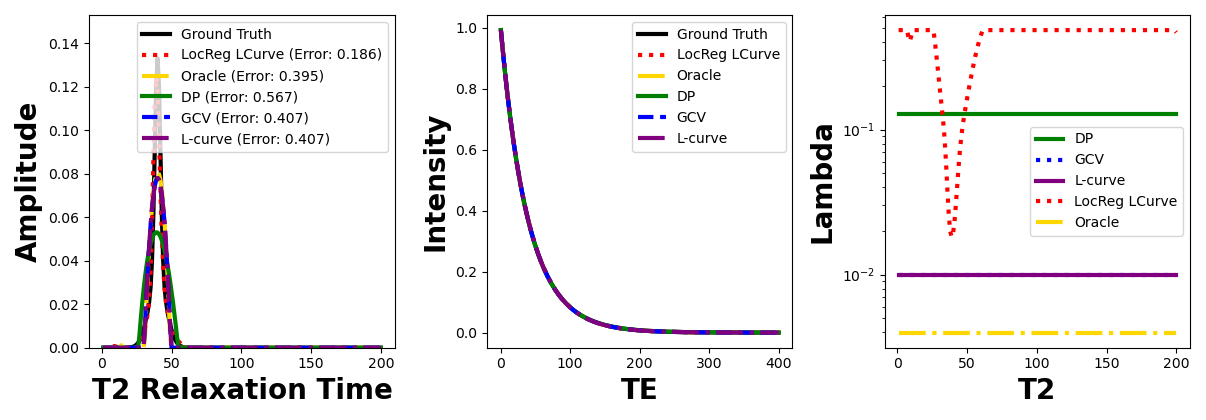 Amplitude
0.14
0.12
0.10
0.08
0.06
0.04
0.02
0.00
Ground Truth
LocReg LCurve (Error: 0.186)
Oracle (Error: 0.395)
DP (Error: 0.567)
GCV (Error: 0.407)
L-curve (Error: 0.407)
0 50 100 150 200
T2 Relaxation Time
Intensity
1.0
0.8
0.6
0.4
0.2
0.0
Ground Truth
LocReg LCurve
Oracle
DP
GCV
L-curve
0 100 200 300 400
TE
Lambda
10⁻¹
10⁻²
DP
GCV
L-curve
LocReg LCurve
Oracle
0 50 100 150 200
T2